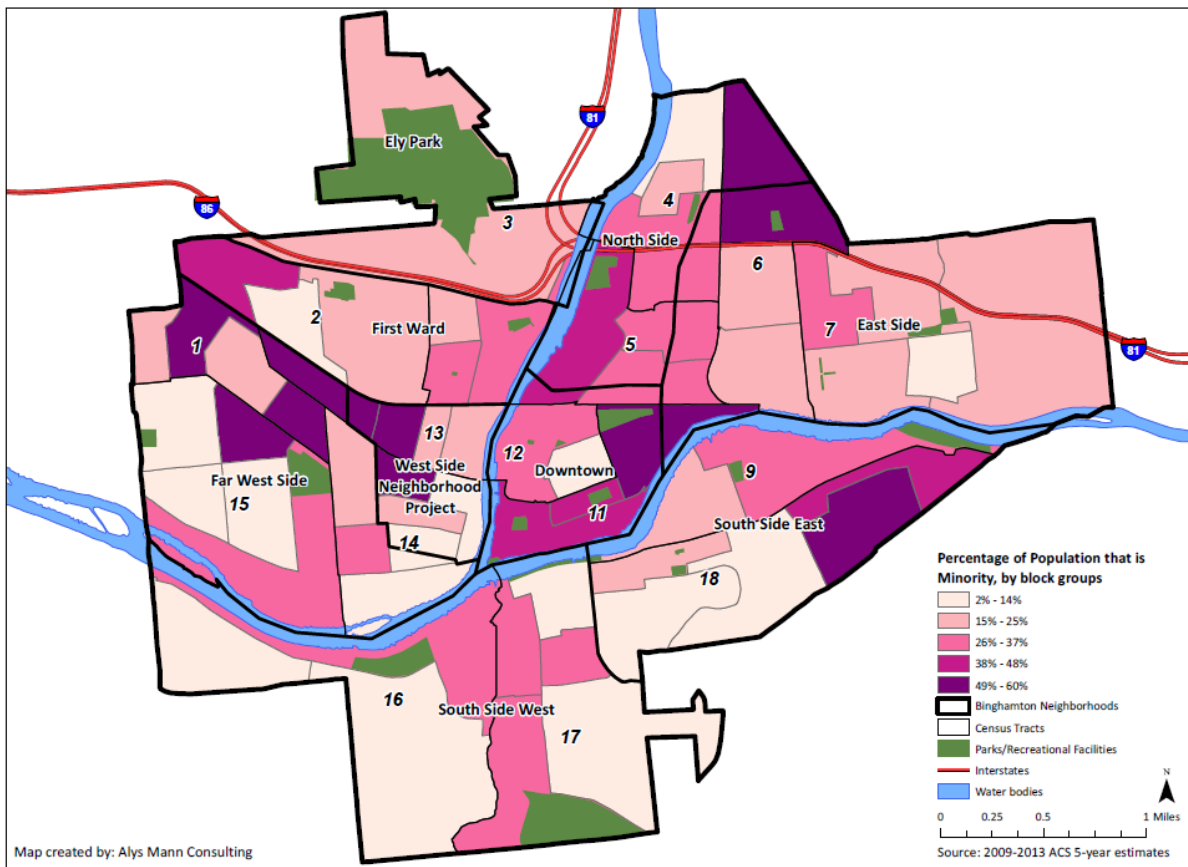 81
Ely Park
86
3
4
North Side
6
2
First Ward
7
East Side
1
5
81
13
12
West Side
Neighborhood
Project
Downtown
Far West Side
15
9
11
South Side East
14
18
16
South Side West
17
Percentage of Population that is
Minority, by block groups
2% - 14%
15% - 25%
26% - 37%
38% - 48%
49% - 60%
Binghamton Neighborhoods
Census Tracts
Parks/Recreational Facilities
Interstates
Water bodies
N
0 0.25 0.5 1 Miles
Map created by: Alys Mann Consulting
Source: 2009-2013 ACS 5-year estimates